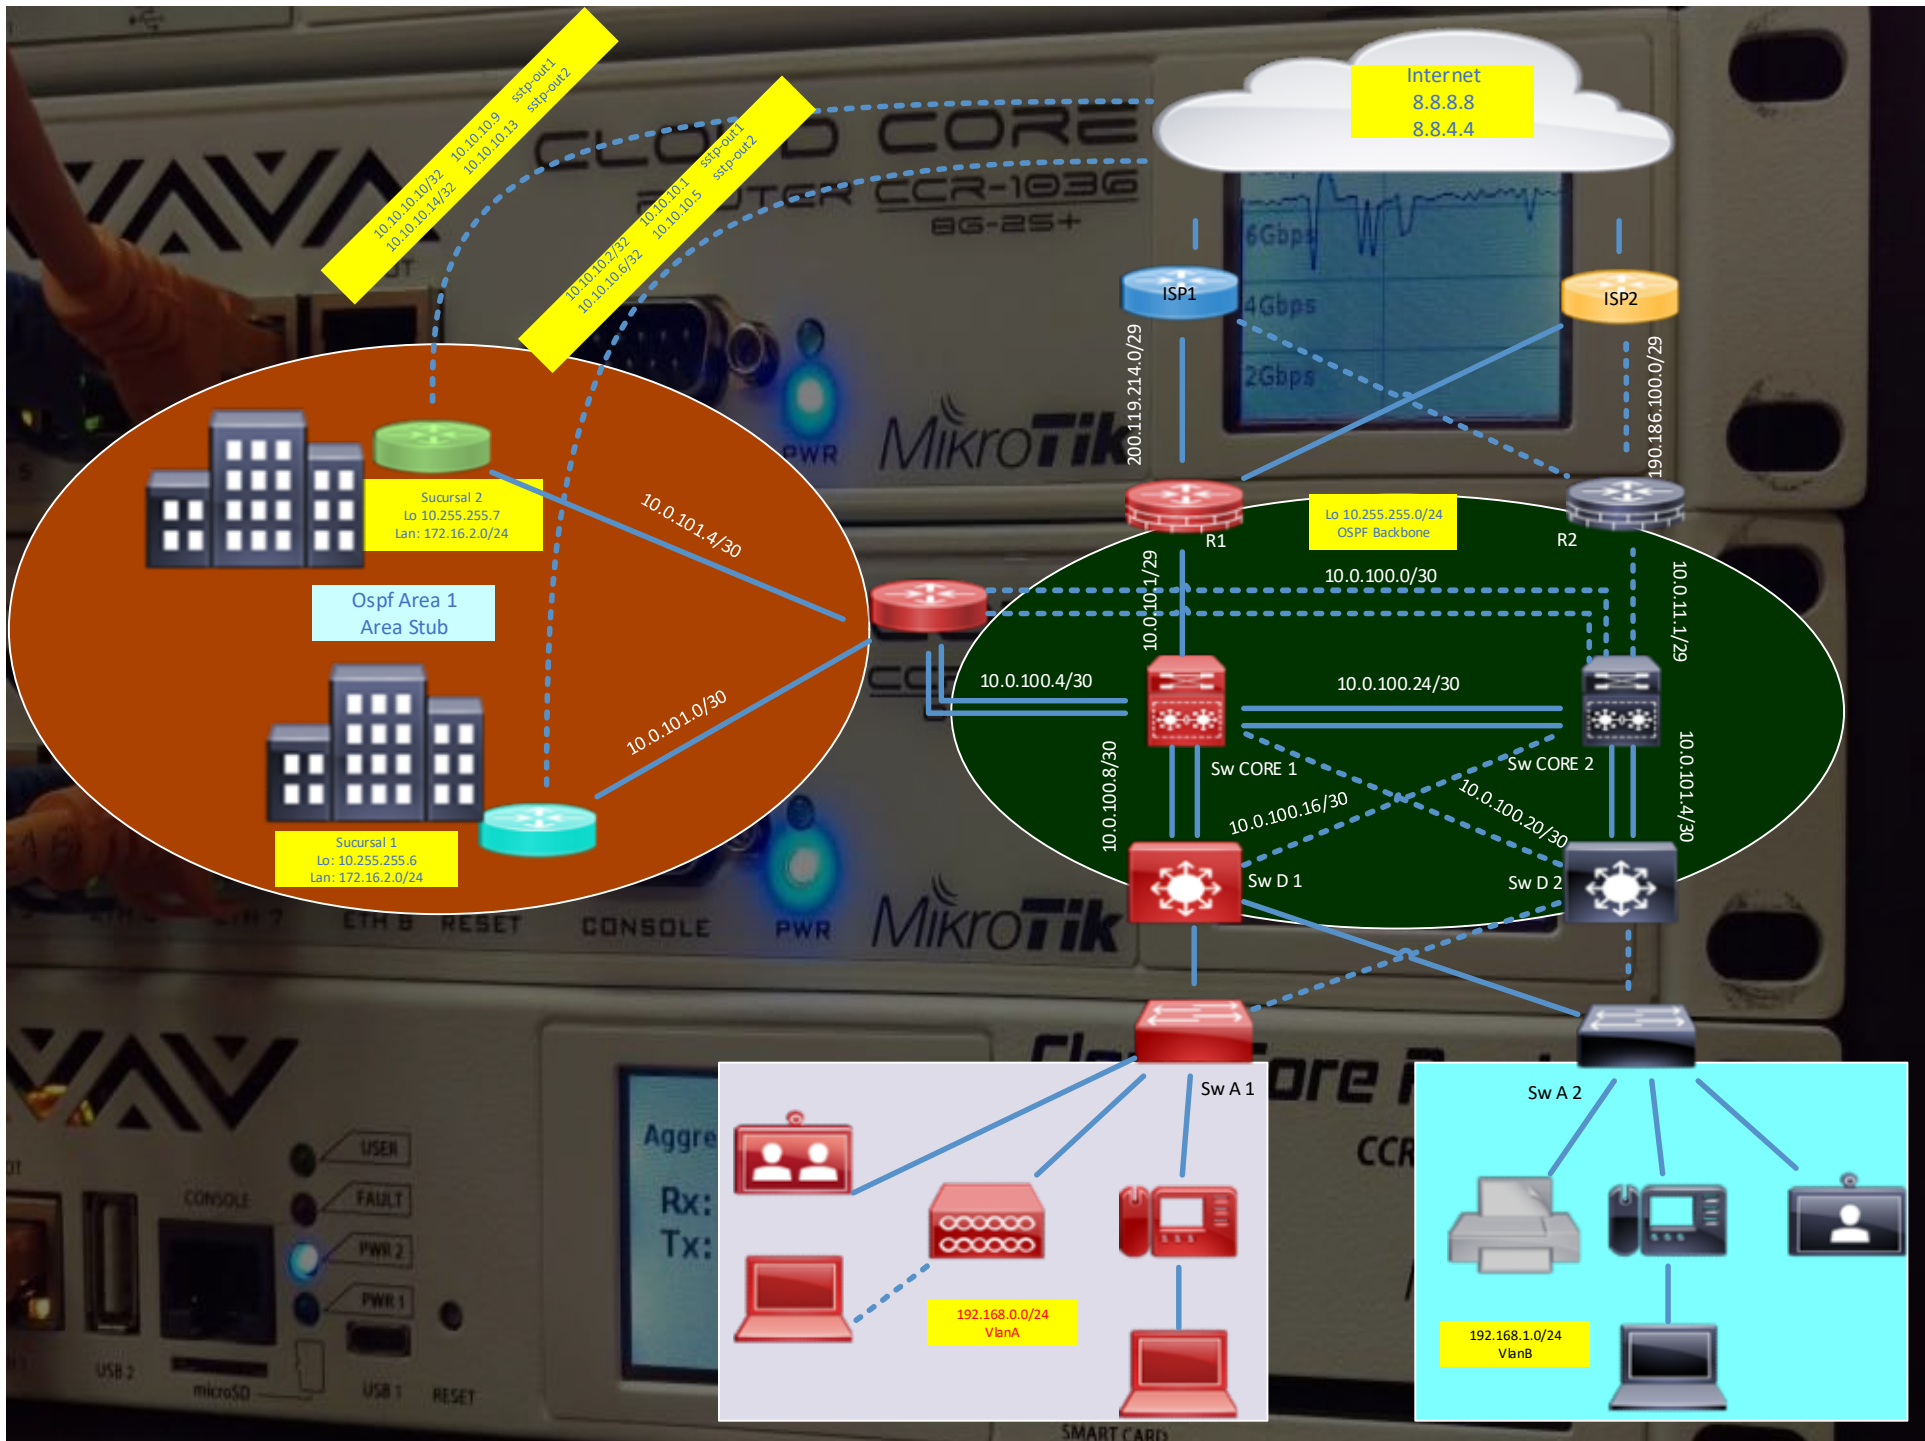 10.10.10.10/32 10.10.10.9 sstp-out1
10.10.10.14/32 10.10.10.13 sstp-out2
10.10.10.2/32 10.10.10.1 sstp-out1
10.10.10.6/32 10.10.10.5 sstp-out2
Internet
8.8.8.8
8.8.4.4
CLOUD CORE
ROUTER CCR-1036
8G-2S+
6Gbps
4Gbps
2Gbps
ISP1
ISP2
200.119.214.0/29
190.186.100.0/29
PWR
MikroTik
R1
R2
Lo 10.255.255.0/24
OSPF Backbone
Sucursal 2
Lo 10.255.255.7
Lan: 172.16.2.0/24
10.0.101.4/30
Ospf Area 1
Area Stub
10.0.10.1/29
10.0.100.0/30
10.0.11.1/29
10.0.100.4/30
10.0.100.24/30
10.0.101.0/30
Sw CORE 1
Sw CORE 2
10.0.100.8/30
10.0.100.16/30
10.0.100.20/30
10.0.101.4/30
Sucursal 1
Lo: 10.255.255.6
Lan: 172.16.2.0/24
Sw D 1
Sw D 2
ETH 7
ETH 8
RESET
CONSOLE
PWR
MikroTik
Sw A 1
Sw A 2
Aggre
Rx:
Tx:
CCR
USER
FAULT
PWR 2
PWR 1
CONSOLE
USB 2
microSD
USB 1
RESET
192.168.0.0/24
VlanA
192.168.1.0/24
VlanB
SMART CARD